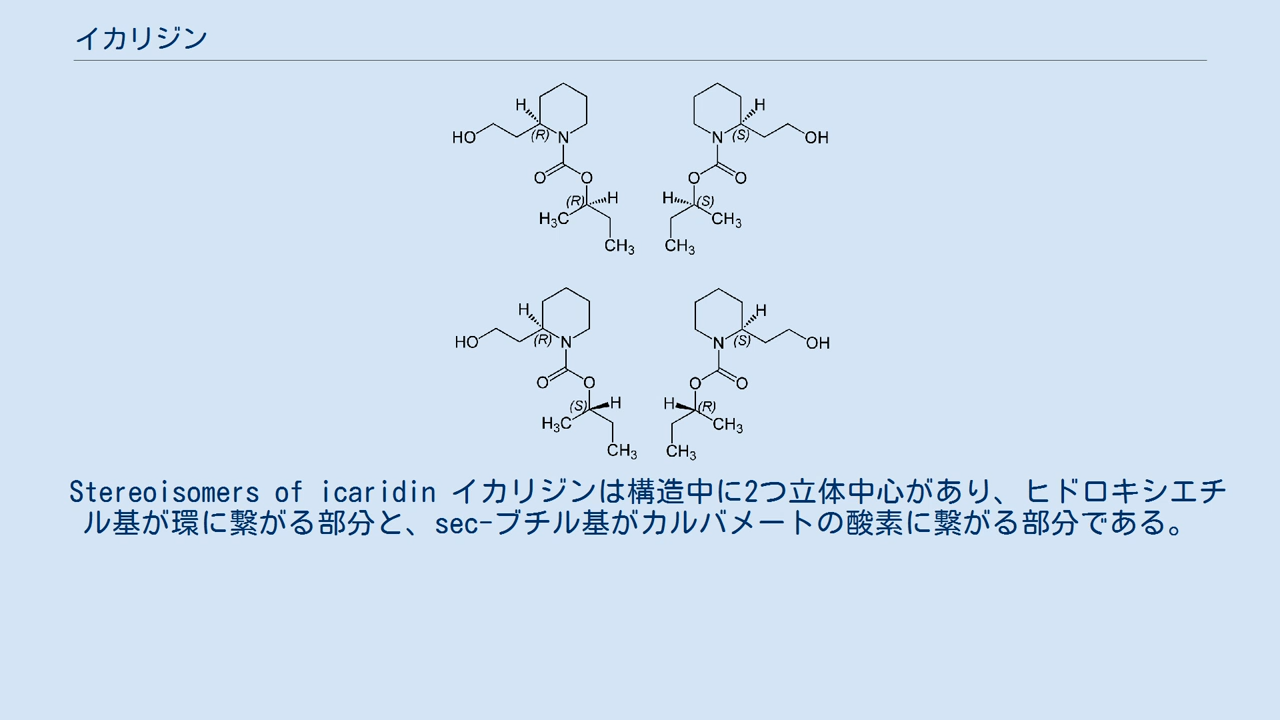 イカリジン
H H
HO (R) N N (S) OH
O O O O
(R) H H (S)
H₃C CH₃
CH₃ CH₃
H H
HO (R) N N (S) OH
O O O O
(S) H H (R)
H₃C CH₃
CH₃ CH₃
Stereoisomers of icaridin イカリジンは構造中に2つ立体中心があり、ヒドロキシエチ
ル基が環に繋がる部分と、sec-ブチル基がカルバメートの酸素に繋がる部分である。